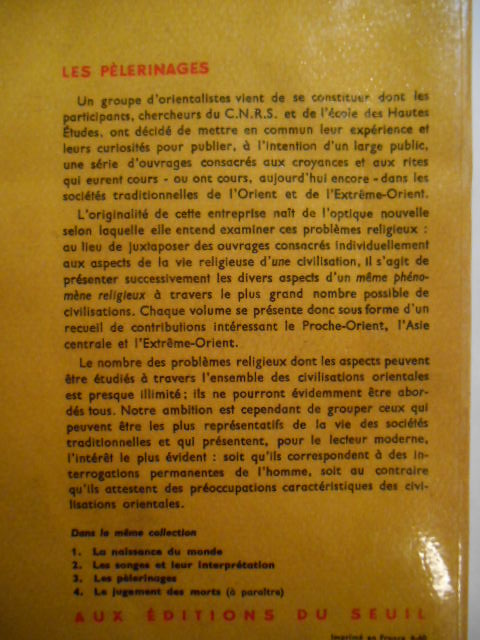 LES PÈLERINAGES
Un groupe d'orientalistes vient de se constituer dont les
participants, chercheurs du C.N.R.S. et de l'école des Hautes
Études, ont décidé de mettre en commun leur expérience et
leurs curiosités pour publier, à l'intention d'un large public,
une série d'ouvrages consacrés aux croyances et aux rites
qui eurent cours - ou ont cours, aujourd'hui encore - dans les
sociétés traditionnelles de l'Orient et de l'Extrême-Orient.
L'originalité de cette entreprise naît de l'optique nouvelle
selon laquelle elle entend examiner ces problèmes religieux :
au lieu de juxtaposer des ouvrages consacrés individuellement
aux aspects de la vie religieuse d'une civilisation, il s'agit de
présenter successivement les divers aspects d'un même phéno-
mène religieux à travers le plus grand nombre possible de
civilisations. Chaque volume se présente donc sous forme d'un
recueil de contributions intéressant le Proche-Orient, l'Asie
centrale et l'Extrême-Orient.
Le nombre des problèmes religieux dont les aspects peuvent
être étudiés à travers l'ensemble des civilisations orientales
est presque illimité ; ils ne pourront évidemment être abor-
dés tous. Notre ambition est cependant de grouper ceux qui
peuvent être les plus représentatifs de la vie des sociétés
traditionnelles et qui présentent, pour le lecteur moderne,
l'intérêt le plus évident : soit qu'ils correspondent à des in-
terrogations permanentes de l'homme, soit au contraire
qu'ils attestent des préoccupations caractéristiques des civi-
lisations orientales.
Dans la même collection
1. La naissance du monde
2. Les songes et leur interprétation
3. Les pèlerinages
4. Le jugement des morts (à paraître)
AUX ÉDITIONS DU SEUIL
Imprimé en France